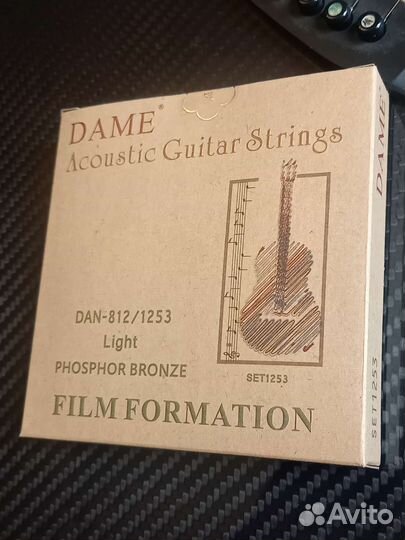 DAME®
Acoustic Guitar Strings
DAN-812/1253
Light
PHOSPHOR BRONZE
SET1253
FILM FORMATION
DAME
SET1253
Avito